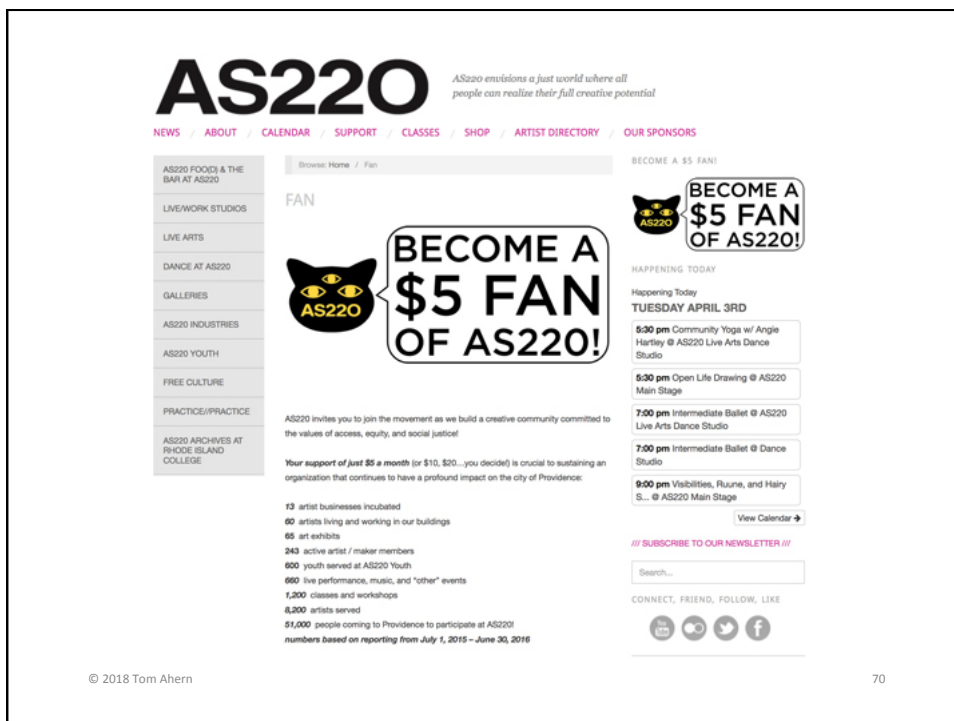 AS220
AS220 envisions a just world where all
people can realize their full creative potential
NEWS / ABOUT / CALENDAR / SUPPORT / CLASSES / SHOP / ARTIST DIRECTORY / OUR SPONSORS
AS220 FOO(D) & THE
BAR AT AS220
LIVE/WORK STUDIOS
LIVE ARTS
DANCE AT AS220
GALLERIES
AS220 INDUSTRIES
AS220 YOUTH
FREE CULTURE
PRACTICE//PRACTICE
AS220 ARCHIVES AT
RHODE ISLAND
COLLEGE
Browse: Home / Fan
FAN
AS220
BECOME A
$5 FAN
OF AS220!
AS220 invites you to join the movement as we build a creative community committed to
the values of access, equity, and social justice!
Your support of just $5 a month (or $10, $20...you decide!) is crucial to sustaining an
organization that continues to have a profound impact on the city of Providence:
13 artist businesses incubated
60 artists living and working in our buildings
65 art exhibits
243 active artist / maker members
600 youth served at AS220 Youth
660 live performance, music, and "other" events
1,200 classes and workshops
8,200 artists served
51,000 people coming to Providence to participate at AS220!
numbers based on reporting from July 1, 2015 – June 30, 2016
BECOME A $5 FAN!
AS220
BECOME A
$5 FAN
OF AS220!
HAPPENING TODAY
Happening Today
TUESDAY APRIL 3RD
5:30 pm Community Yoga w/ Angie
Hartley @ AS220 Live Arts Dance
Studio
5:30 pm Open Life Drawing @ AS220
Main Stage
7:00 pm Intermediate Ballet @ AS220
Live Arts Dance Studio
7:00 pm Intermediate Ballet @ Dance
Studio
9:00 pm Visibilities, Ruune, and Hairy
S... @ AS220 Main Stage
View Calendar →
/// SUBSCRIBE TO OUR NEWSLETTER ///
Search...
CONNECT, FRIEND, FOLLOW, LIKE
You Tube
f
© 2018 Tom Ahern
70